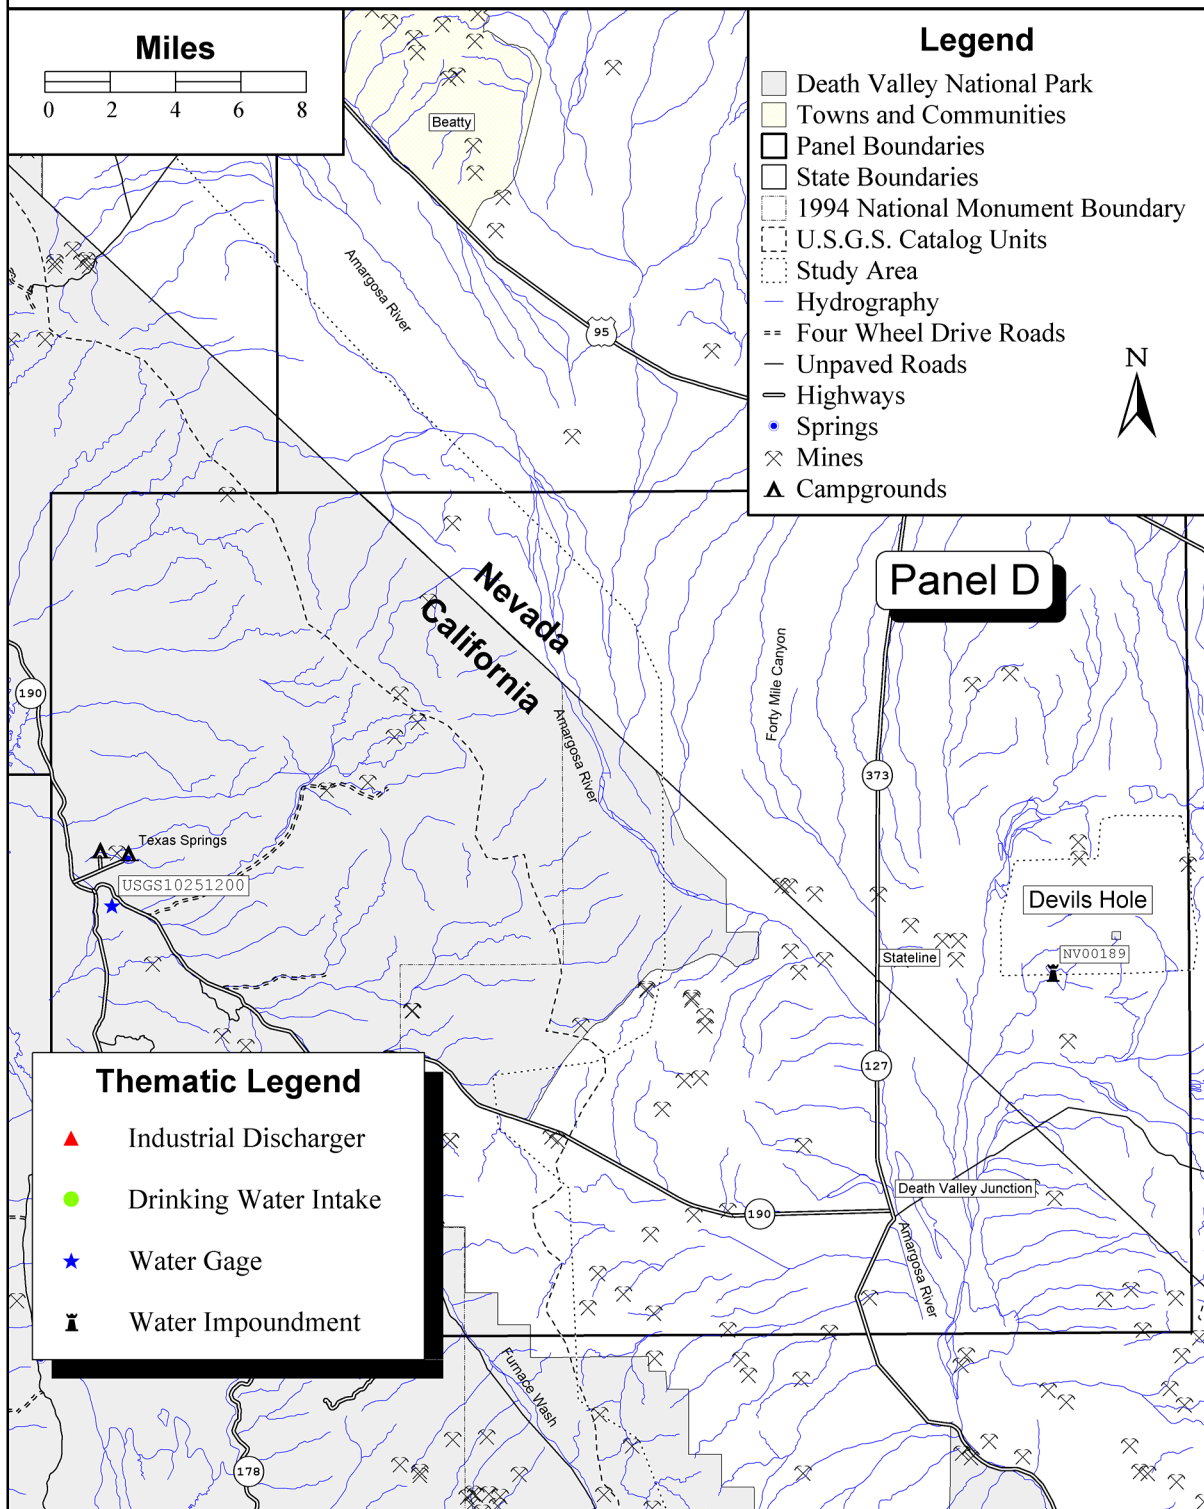 Miles
0 2 4 6 8
Legend
Death Valley National Park
Towns and Communities
Panel Boundaries
State Boundaries
1994 National Monument Boundary
U.S.G.S. Catalog Units
Study Area
Hydrography
Four Wheel Drive Roads
Unpaved Roads
Highways
Springs
Mines
Campgrounds
N
Beatty
Amargosa River
95
Panel D
Nevada
California
Forty Mile Canyon
190
Amargosa River
373
Texas Springs
USGS10251200
Devils Hole
NV00189
Stateline
127
Death Valley Junction
190
Amargosa River
Thematic Legend
Industrial Discharger
Drinking Water Intake
Water Gage
Water Impoundment
Furnace Wash
178